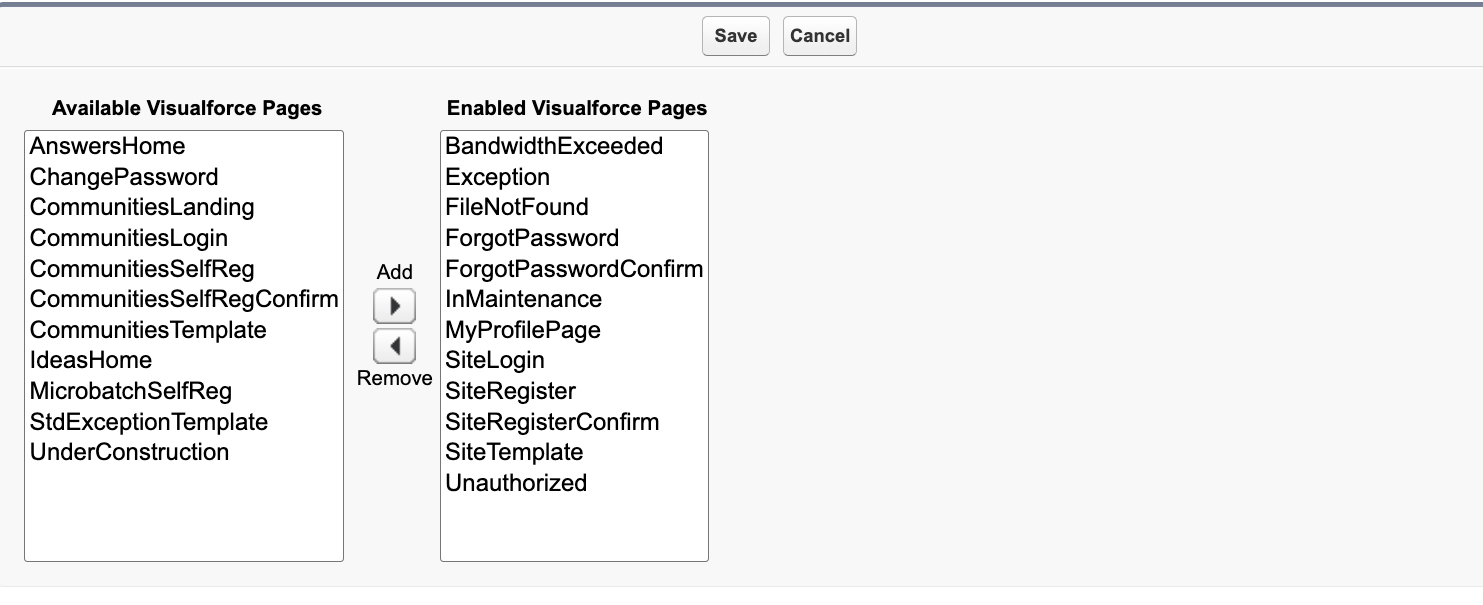 Save Cancel
Available Visualforce Pages
AnswersHome
ChangePassword
CommunitiesLanding
CommunitiesLogin
CommunitiesSelfReg
CommunitiesSelfRegConfirm
CommunitiesTemplate
IdeasHome
MicrobatchSelfReg
StdExceptionTemplate
UnderConstruction
Add
Remove
Enabled Visualforce Pages
BandwidthExceeded
Exception
FileNotFound
ForgotPassword
ForgotPasswordConfirm
InMaintenance
MyProfilePage
SiteLogin
SiteRegister
SiteRegisterConfirm
SiteTemplate
Unauthorized